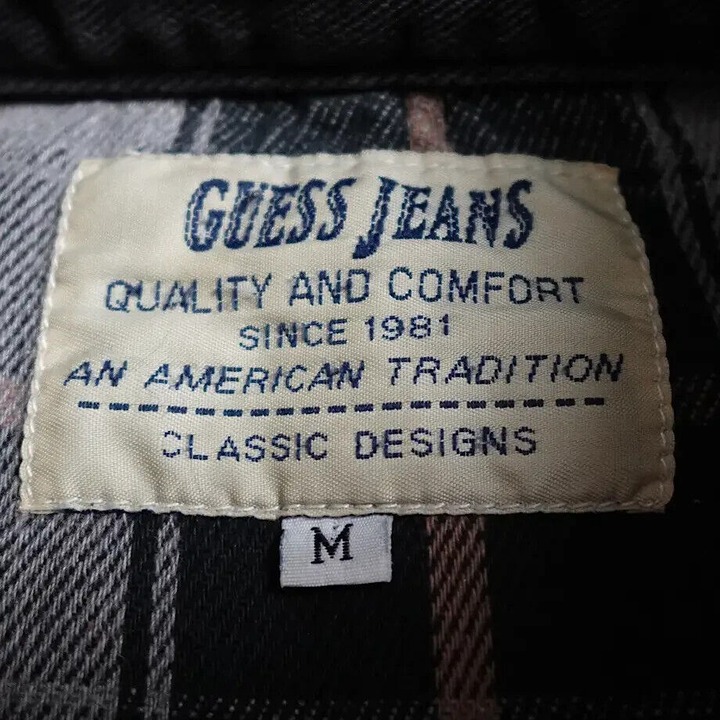 GUESS JEANS
QUALITY AND COMFORT
SINCE 1981
AN AMERICAN TRADITION
CLASSIC DESIGNS
M